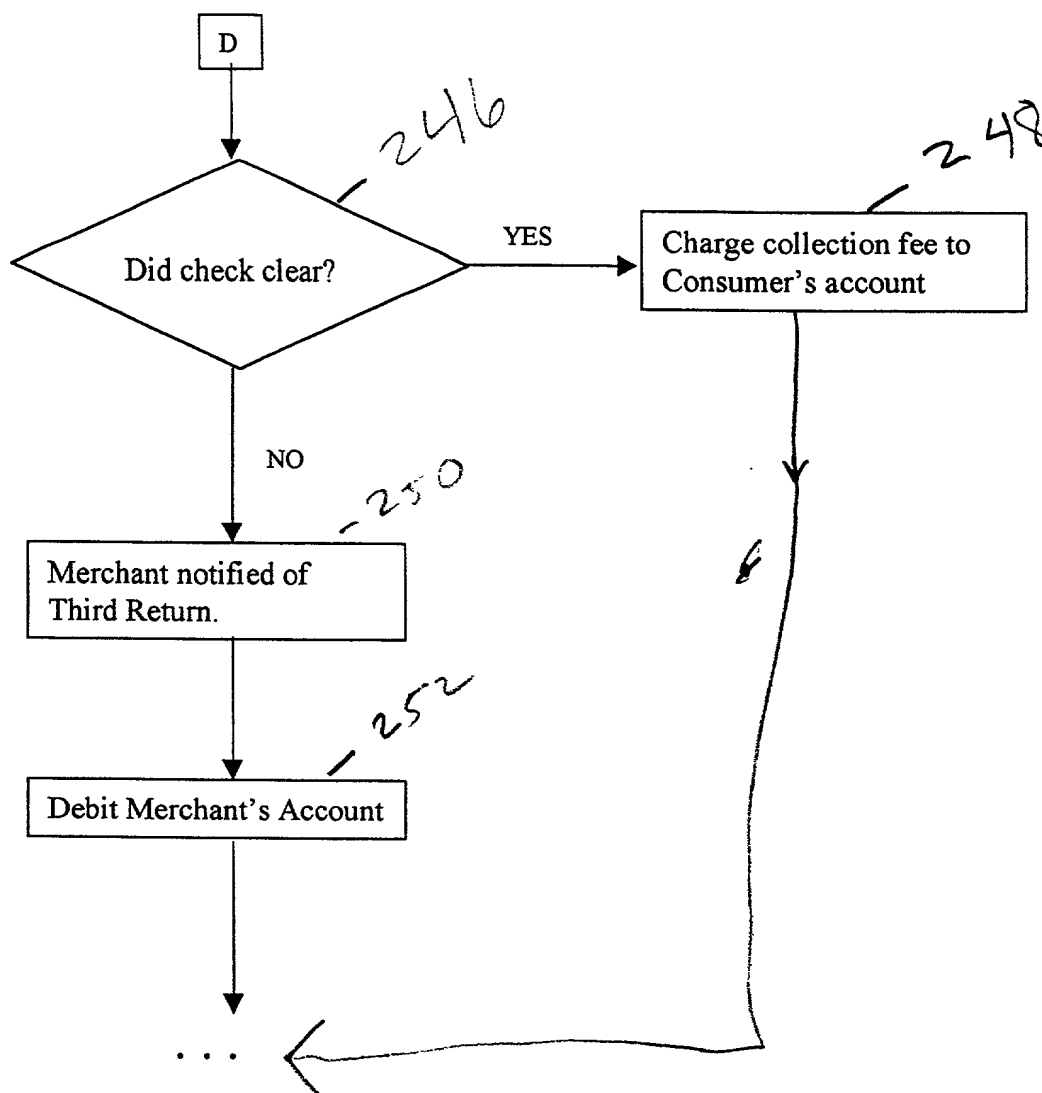 D
246
248
Did check clear?
YES
Charge collection fee to
Consumer's account
NO
250
Merchant notified of
Third Return.
252
Debit Merchant's Account
. . .